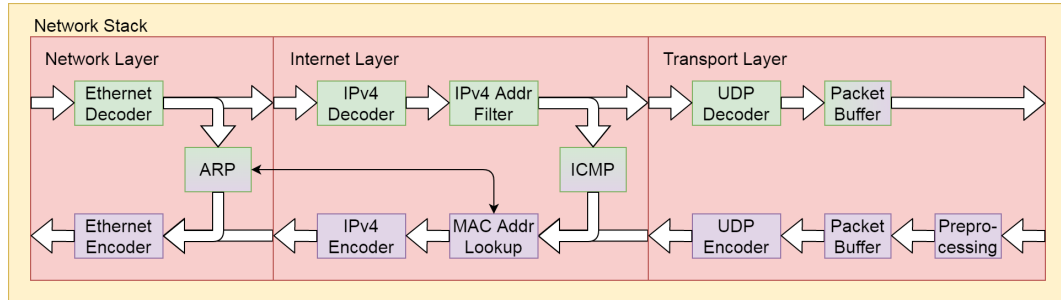 Network Stack
Network Layer
Internet Layer
Transport Layer
Ethernet
Decoder
IPv4
Decoder
IPv4 Addr
Filter
UDP
Decoder
Packet
Buffer
ARP
ICMP
Ethernet
Encoder
IPv4
Encoder
MAC Addr
Lookup
UDP
Encoder
Packet
Buffer
Prepro-
cessing